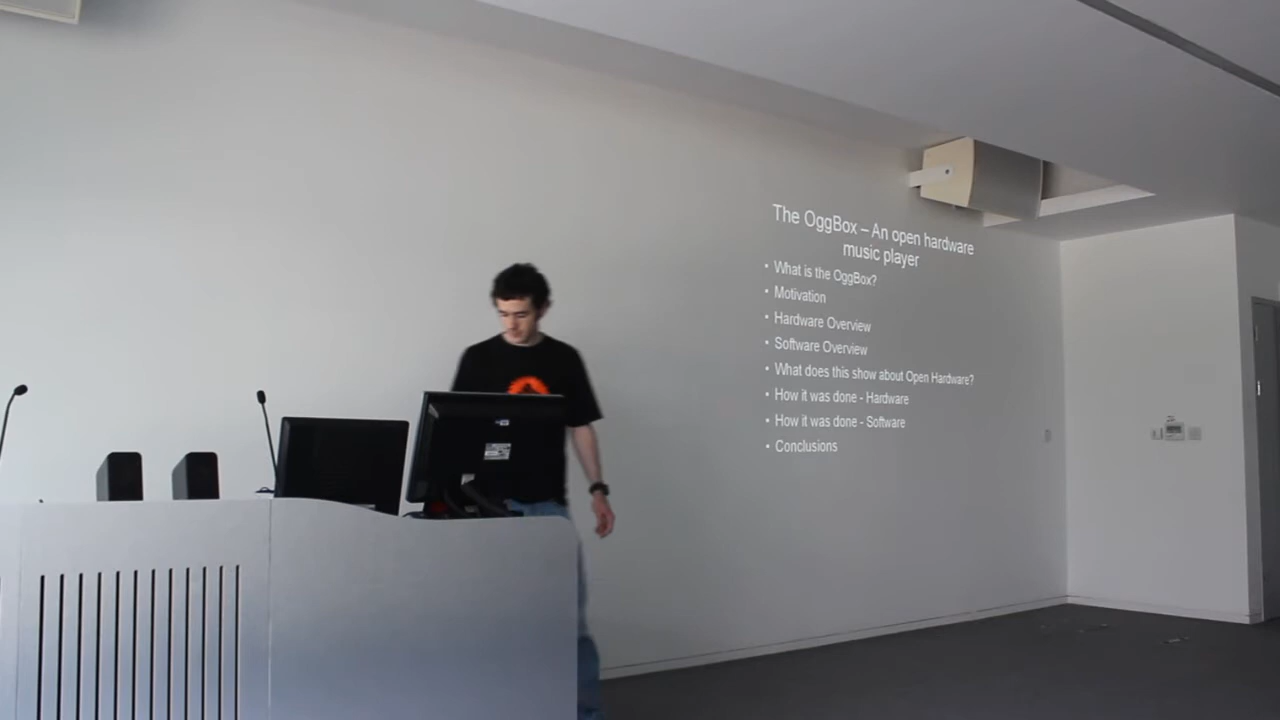 The OggBox – An open hardware
music player
• What is the OggBox?
• Motivation
• Hardware Overview
• Software Overview
• What does this show about Open Hardware?
• How it was done - Hardware
• How it was done - Software
• Conclusions